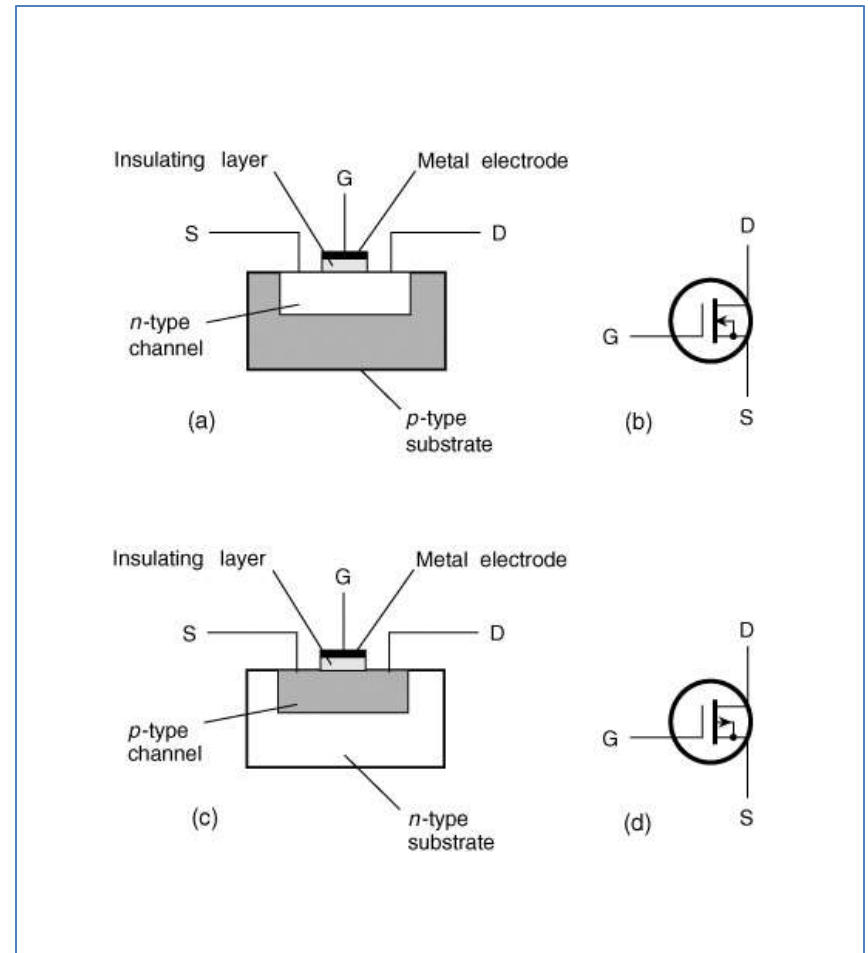 Insulating layer
Metal electrode
G
S
D
n-type
channel
p-type
substrate
(a)
D
G
S
(b)
Insulating layer
Metal electrode
G
S
D
p-type
channel
n-type
substrate
(c)
D
G
S
(d)